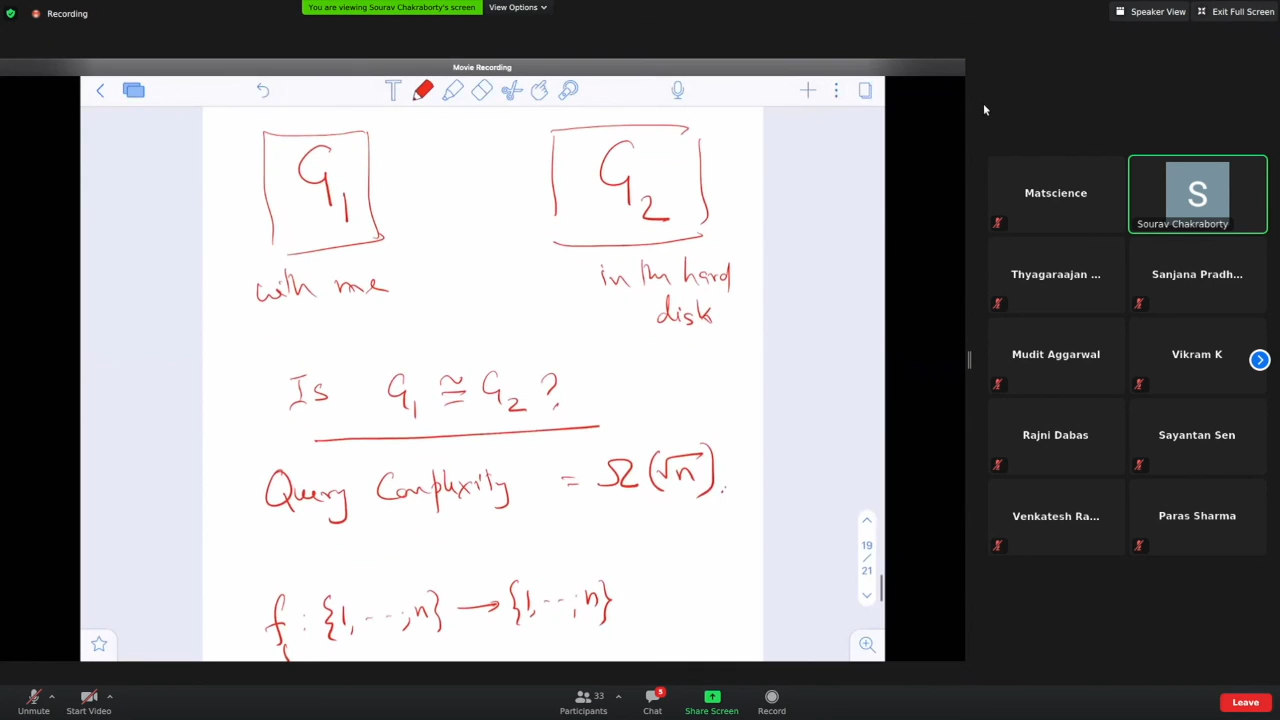 Recording
You are viewing Sourav Chakraborty's screen
View Options
Speaker View
Exit Full Screen
Movie Recording
G1
G2
with me
in the hard
disk
Is G1 ≅ G2 ?
Query Complexity = Ω(√n).
f : {1, ..., n} → {1, ..., n}
19
/
21
Matscience
S
Sourav Chakraborty
Thyagaraajan ...
Sanjana Pradh...
Mudit Aggarwal
Vikram K
Rajni Dabas
Sayantan Sen
Venkatesh Ra...
Paras Sharma
Unmute
Start Video
33
Participants
5
Chat
Share Screen
Record
Leave